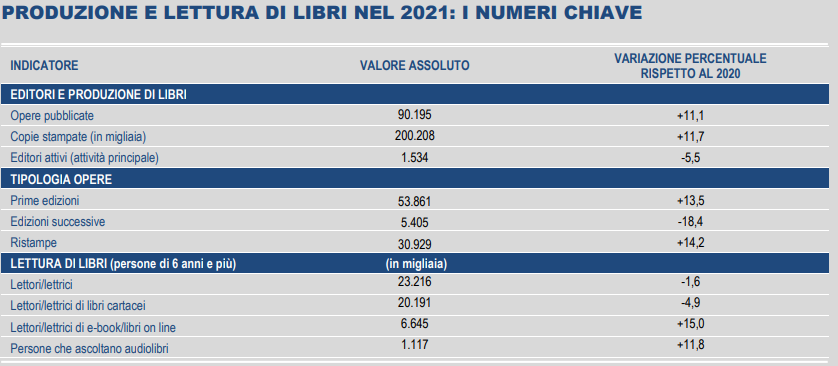 PRODUZIONE E LETTURA DI LIBRI NEL 2021: I NUMERI CHIAVE
INDICATORE VALORE ASSOLUTO VARIAZIONE PERCENTUALE
RISPETTO AL 2020
EDITORI E PRODUZIONE DI LIBRI
Opere pubblicate 90.195 +11,1
Copie stampate (in migliaia) 200.208 +11,7
Editori attivi (attività principale) 1.534 -5,5
TIPOLOGIA OPERE
Prime edizioni 53.861 +13,5
Edizioni successive 5.405 -18,4
Ristampe 30.929 +14,2
LETTURA DI LIBRI (persone di 6 anni e più) (in migliaia)
Lettori/lettrici 23.216 -1,6
Lettori/lettrici di libri cartacei 20.191 -4,9
Lettori/lettrici di e-book/libri on line 6.645 +15,0
Persone che ascoltano audiolibri 1.117 +11,8